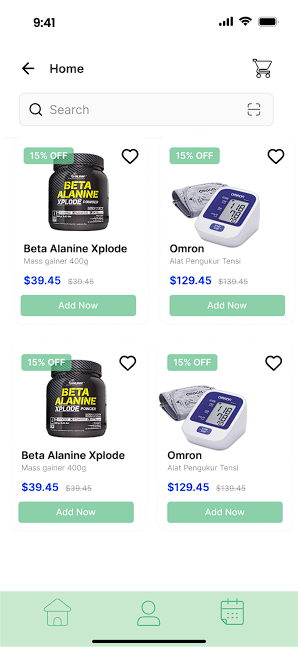 9:41
Home
Search
15% OFF
15% OFF
BETA
ALANINE
XPLODE POWDER
OMRON
Beta Alanine Xplode
Omron
Mass gainer 400g
Alat Pengukur Tensi
$39.45 $39.45
$129.45 $139.45
Add Now
Add Now
15% OFF
15% OFF
BETA
ALANINE
XPLODE POWDER
OMRON
Beta Alanine Xplode
Omron
Mass gainer 400g
Alat Pengukur Tensi
$39.45 $39.45
$129.45 $139.45
Add Now
Add Now